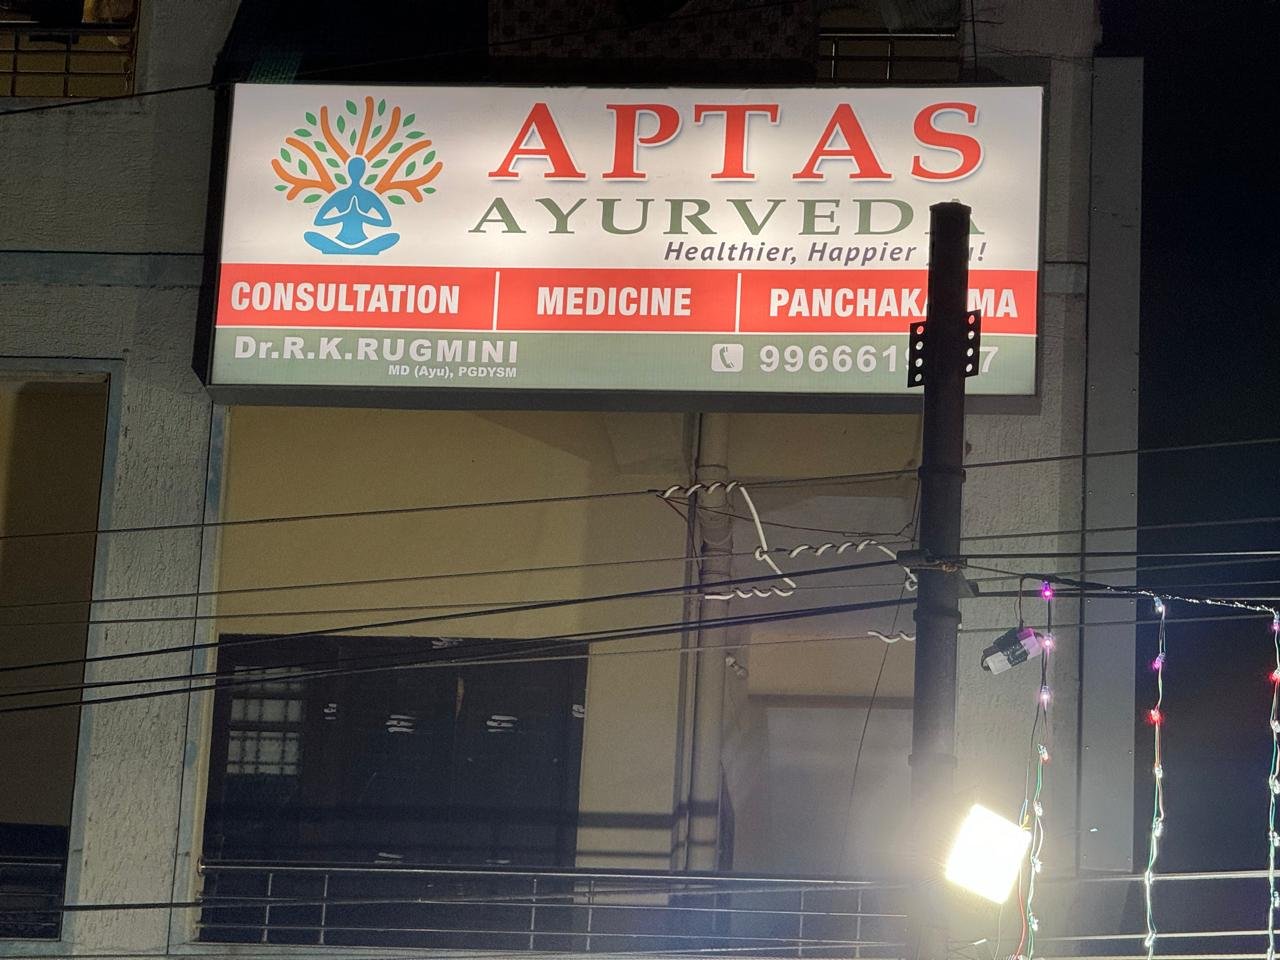 APTAS
AYURVEDA
Healthier, Happier
CONSULTATION MEDICINE
Dr.R.K.RUGMINI
MD (Ayu), PGDYSM